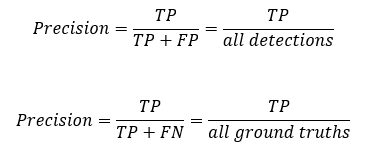 Precision = TP / (TP + FP) = TP / all detections
Precision = TP / (TP + FN) = TP / all ground truths